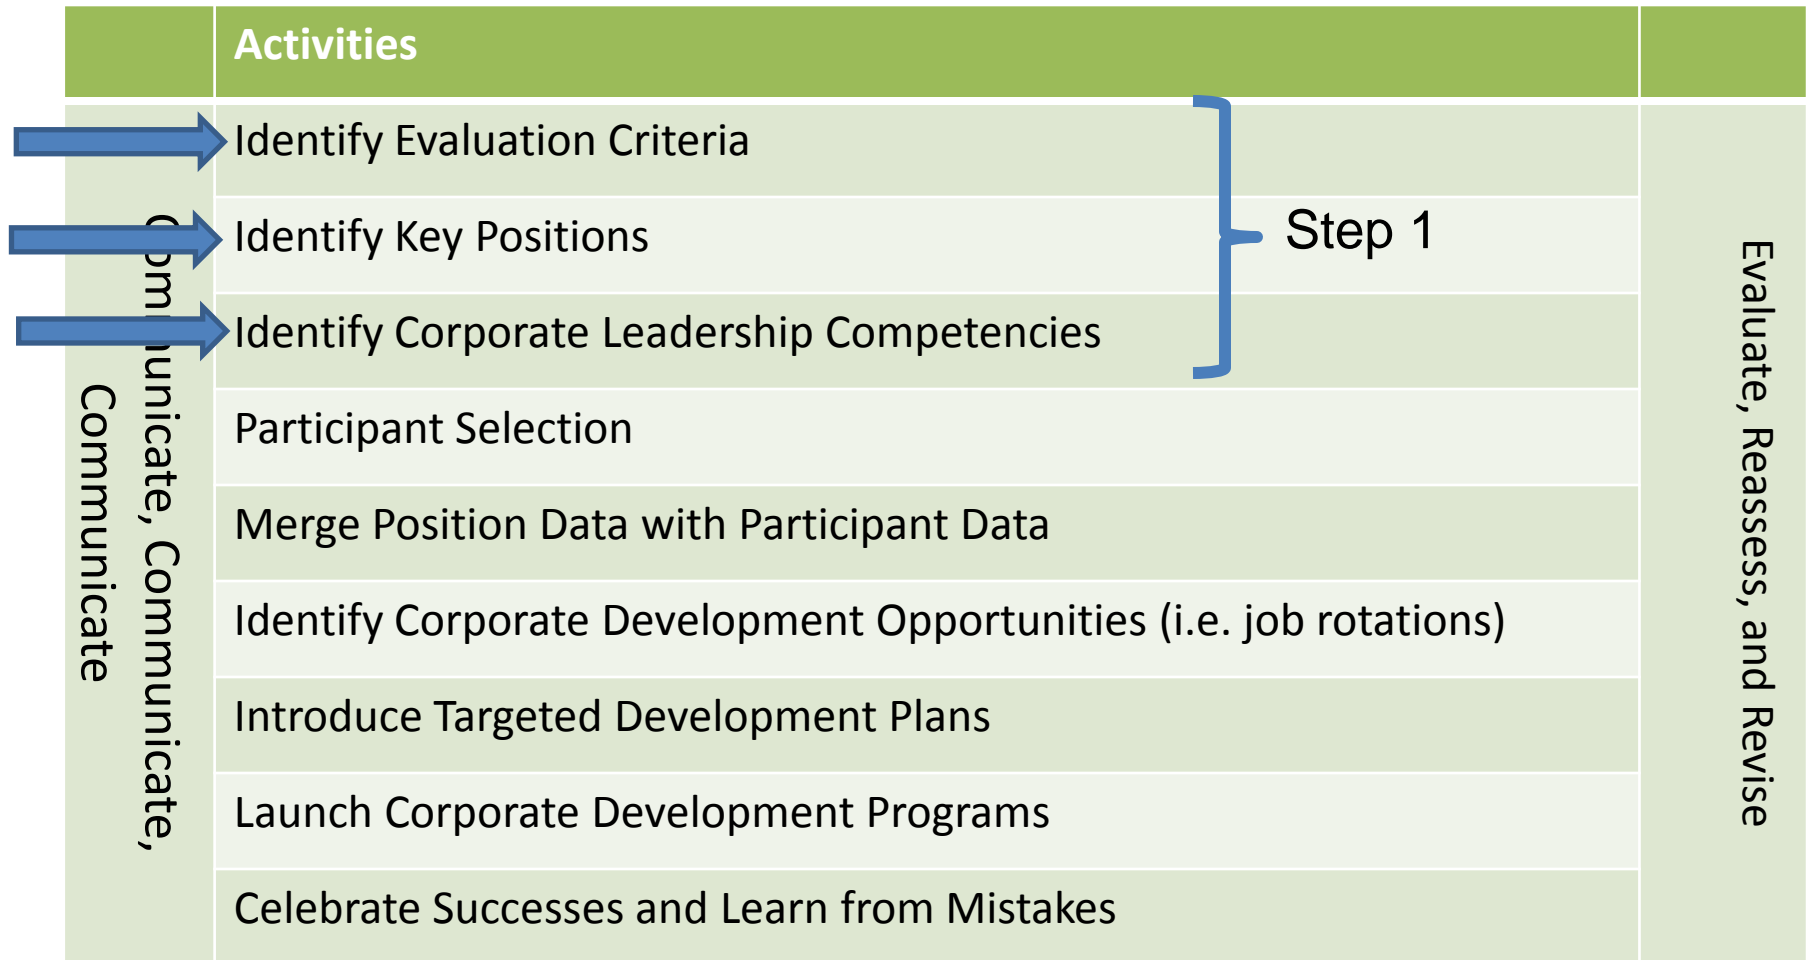 Activities
Identify Evaluation Criteria
Identify Key Positions
Identify Corporate Leadership Competencies
Step 1
Participant Selection
Merge Position Data with Participant Data
Identify Corporate Development Opportunities (i.e. job rotations)
Introduce Targeted Development Plans
Launch Corporate Development Programs
Celebrate Successes and Learn from Mistakes
Communicate, Communicate,
Communicate
Evaluate, Reassess, and Revise